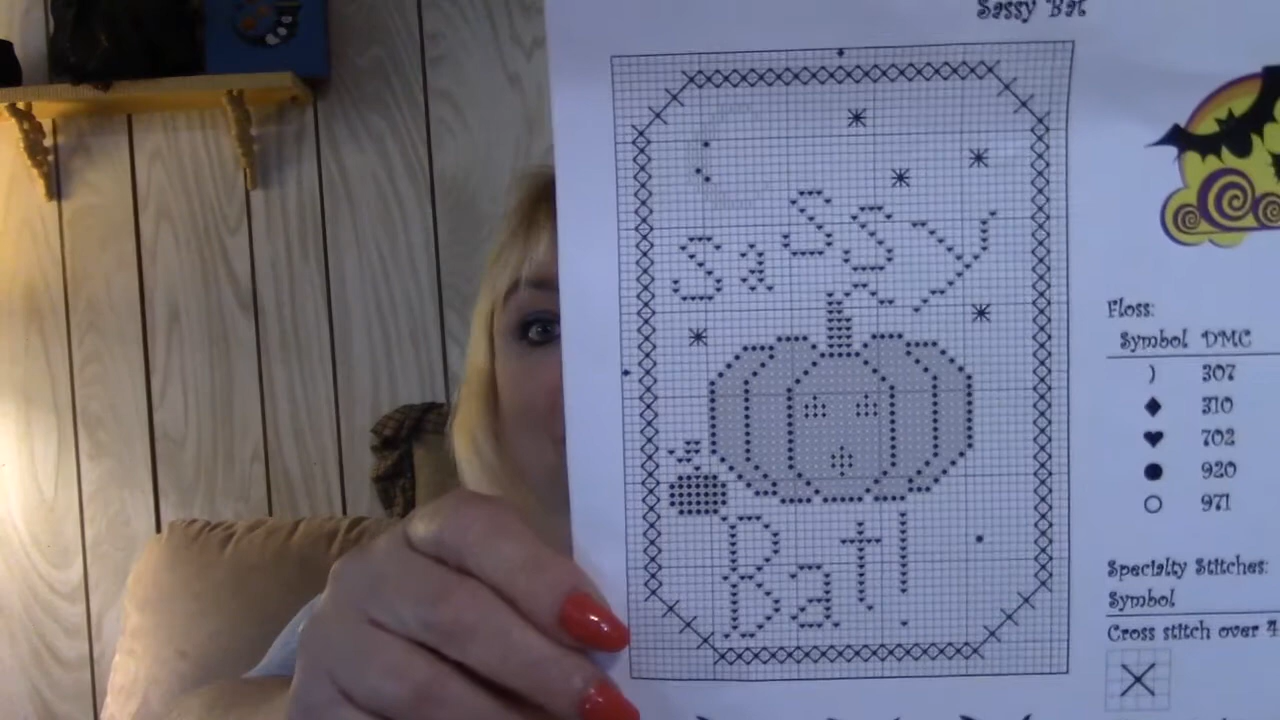 Sassy Bat
Sassy
Bat!
Floss:
Symbol DMC
) 307
◆ 310
♥ 702
● 920
○ 971
Specialty Stitches:
Symbol
Cross stitch over 4